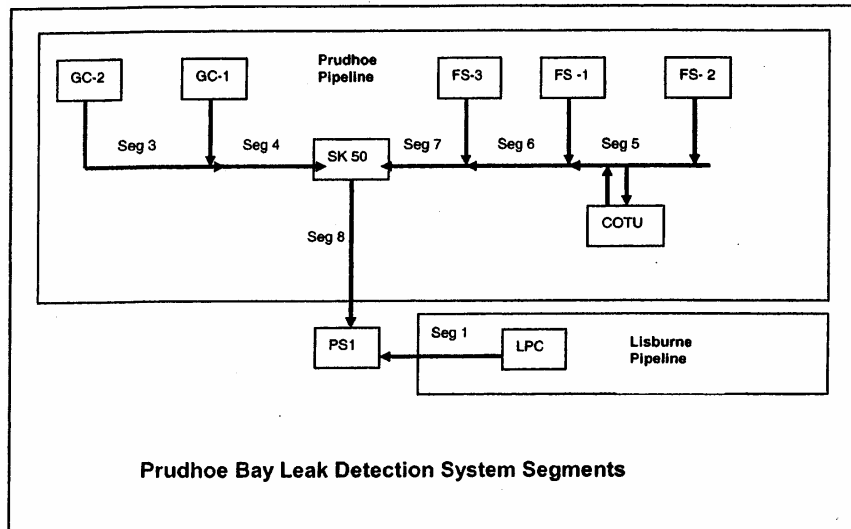 Prudhoe
Pipeline
GC-2
GC-1
FS-3
FS -1
FS- 2
Seg 3
Seg 4
SK 50
Seg 7
Seg 6
Seg 5
COTU
Seg 8
PS1
Seg 1
LPC
Lisburne
Pipeline
Prudhoe Bay Leak Detection System Segments